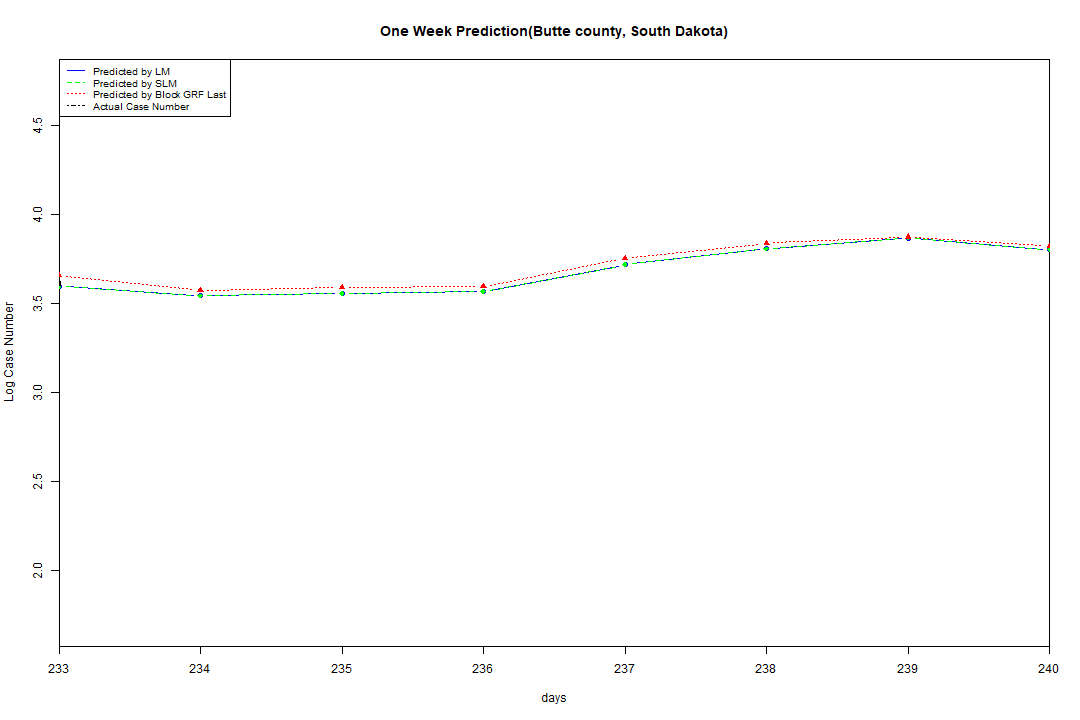 One Week Prediction(Butte county, South Dakota)
Predicted by LM
Predicted by SLM
Predicted by Block GRF Last
Actual Case Number
4.5
4.0
3.5
3.0
2.5
2.0
Log Case Number
233 234 235 236 237 238 239 240
days